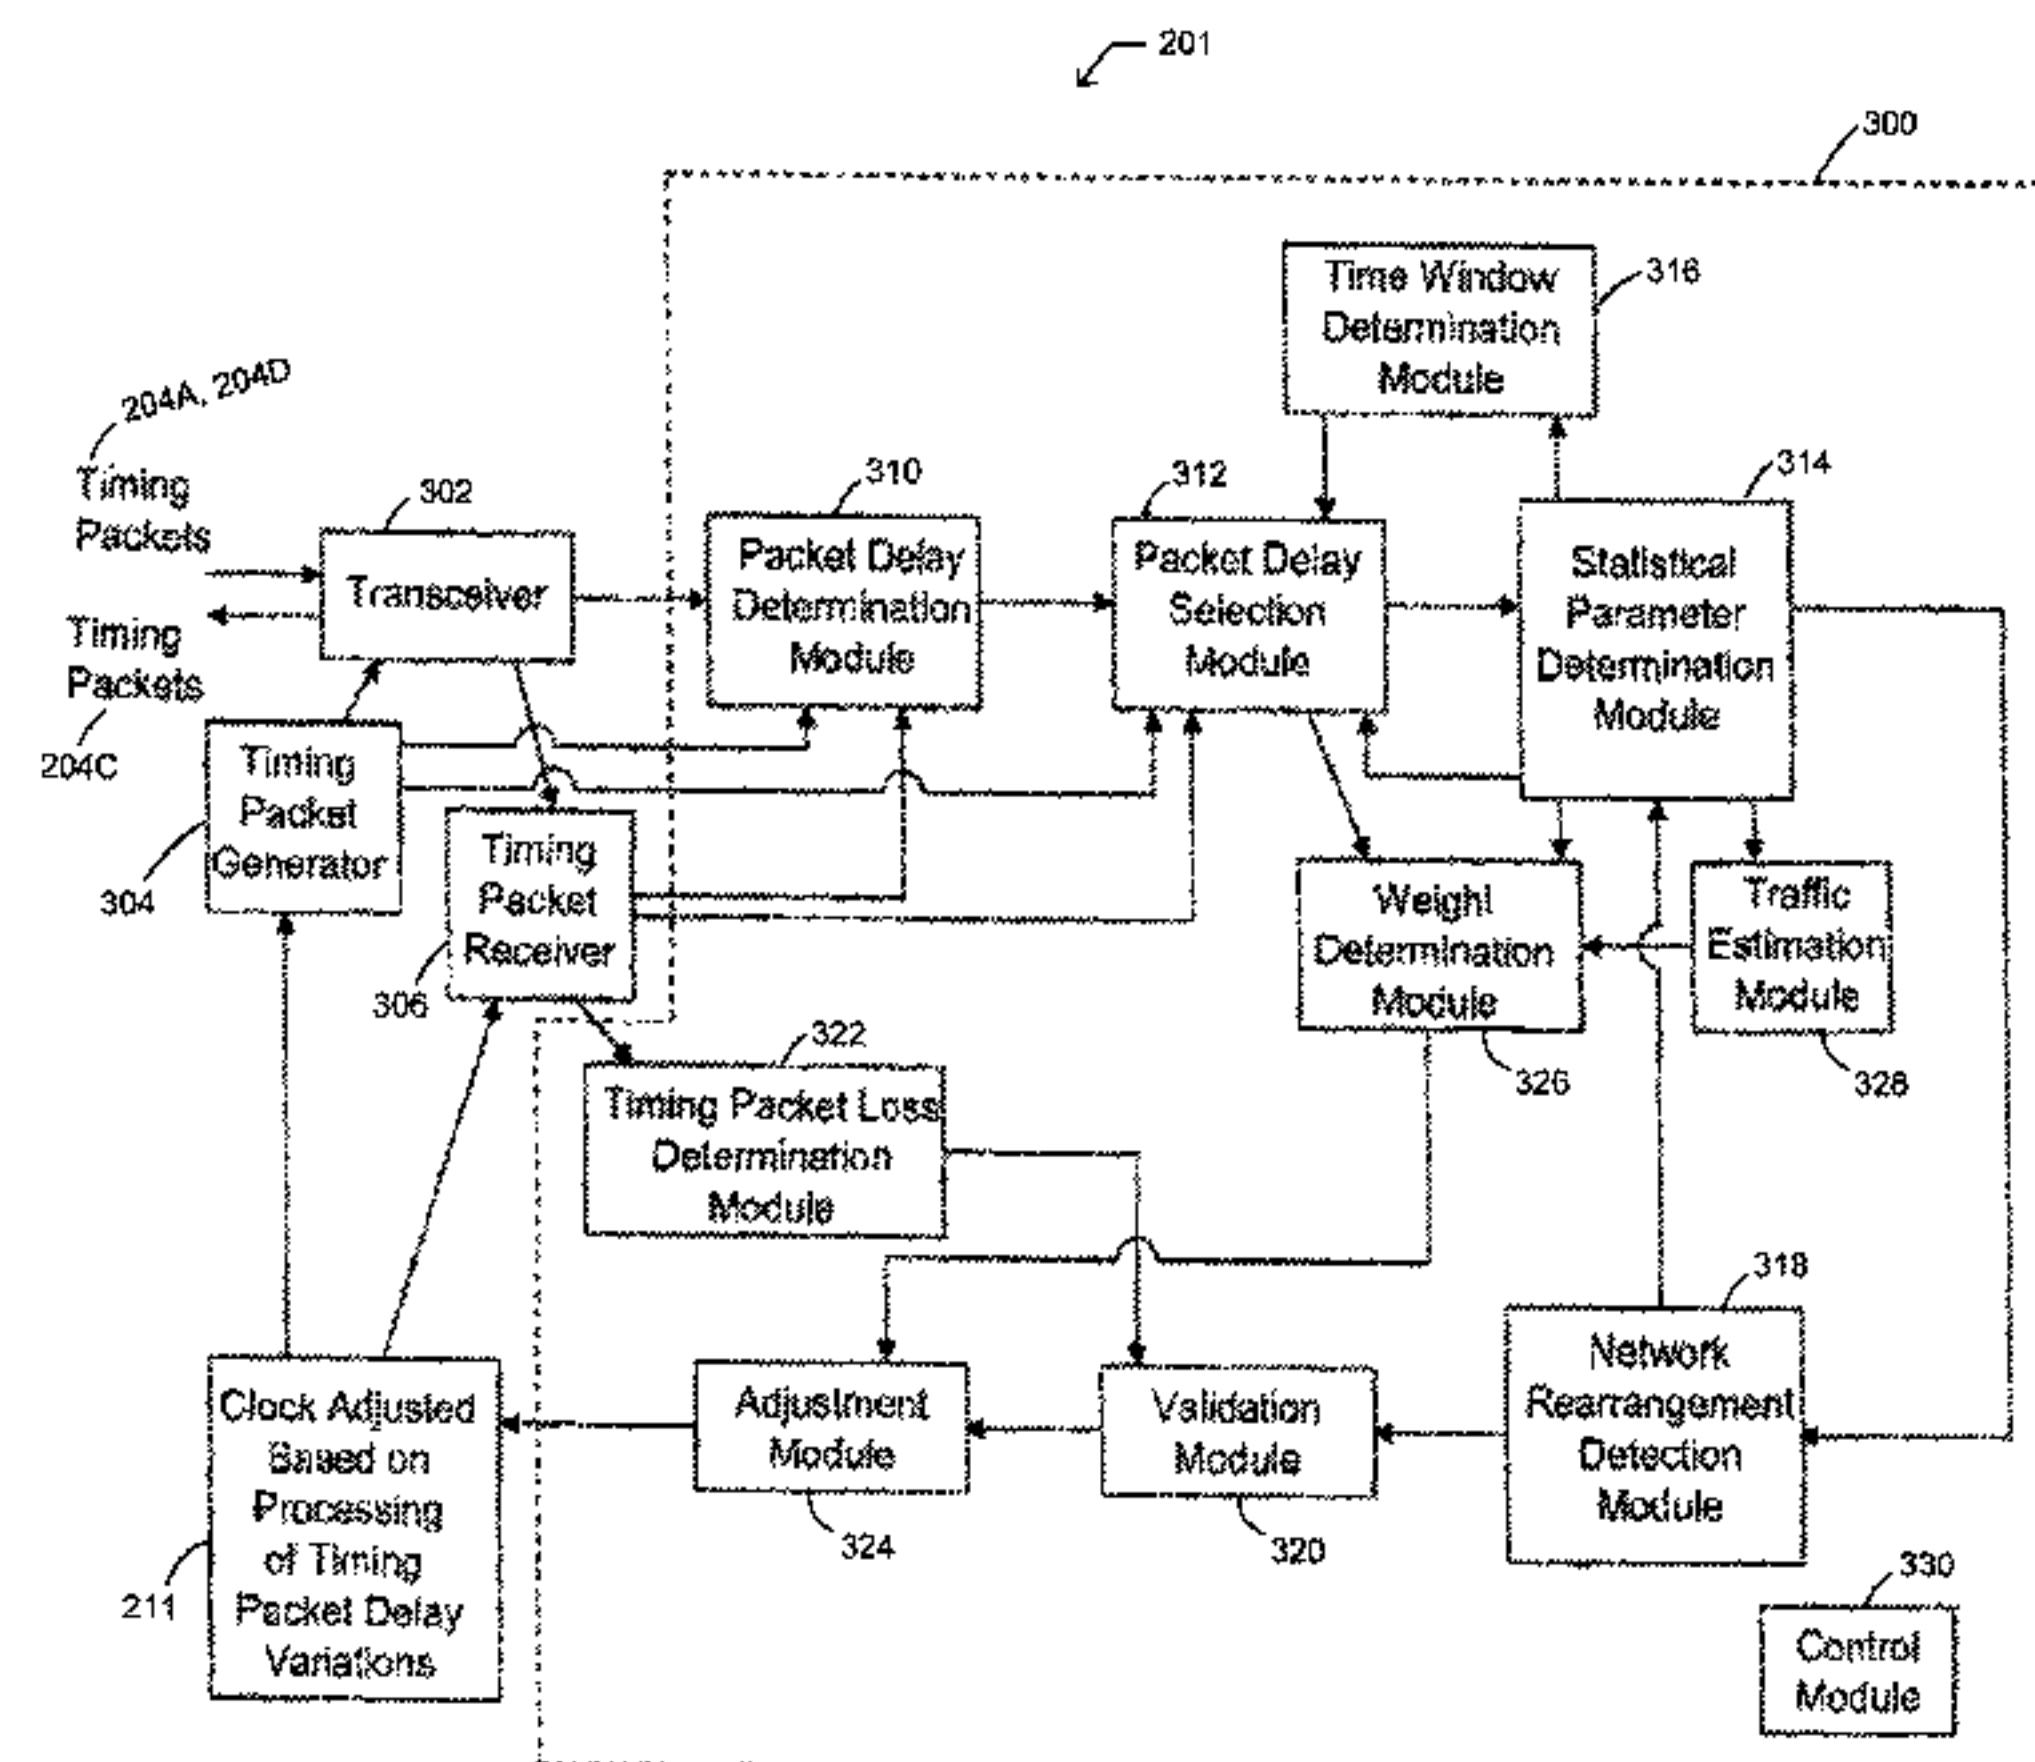 201
300
Time Window
Determination
Module
316
204A, 204D
Timing
Packets
302
Transceiver
Timing
Packets
204C
310
Packet Delay
Determination
Module
312
Packet Delay
Selection
Module
314
Statistical
Parameter
Determination
Module
Timing
Packet
Generator
304
Timing
Packet
Receiver
306
Weight
Determination
Module
326
Traffic
Estimation
Module
328
322
Timing Packet Loss
Determination
Module
318
Network
Rearrangement
Detection
Module
Clock Adjusted
Based on
Processing
of Timing
Packet Delay
Variations
211
Adjustment
Module
324
Validation
Module
320
330
Control
Module